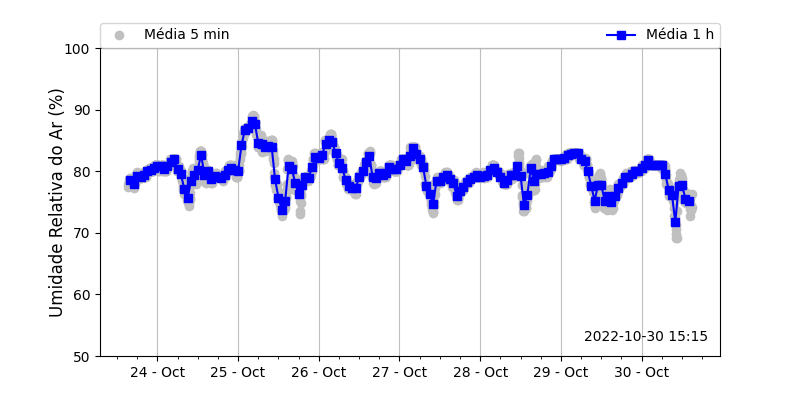 Média 5 min
Média 1 h
Umidade Relativa do Ar (%)
100
90
80
70
60
50
2022-10-30 15:15
24 - Oct
25 - Oct
26 - Oct
27 - Oct
28 - Oct
29 - Oct
30 - Oct